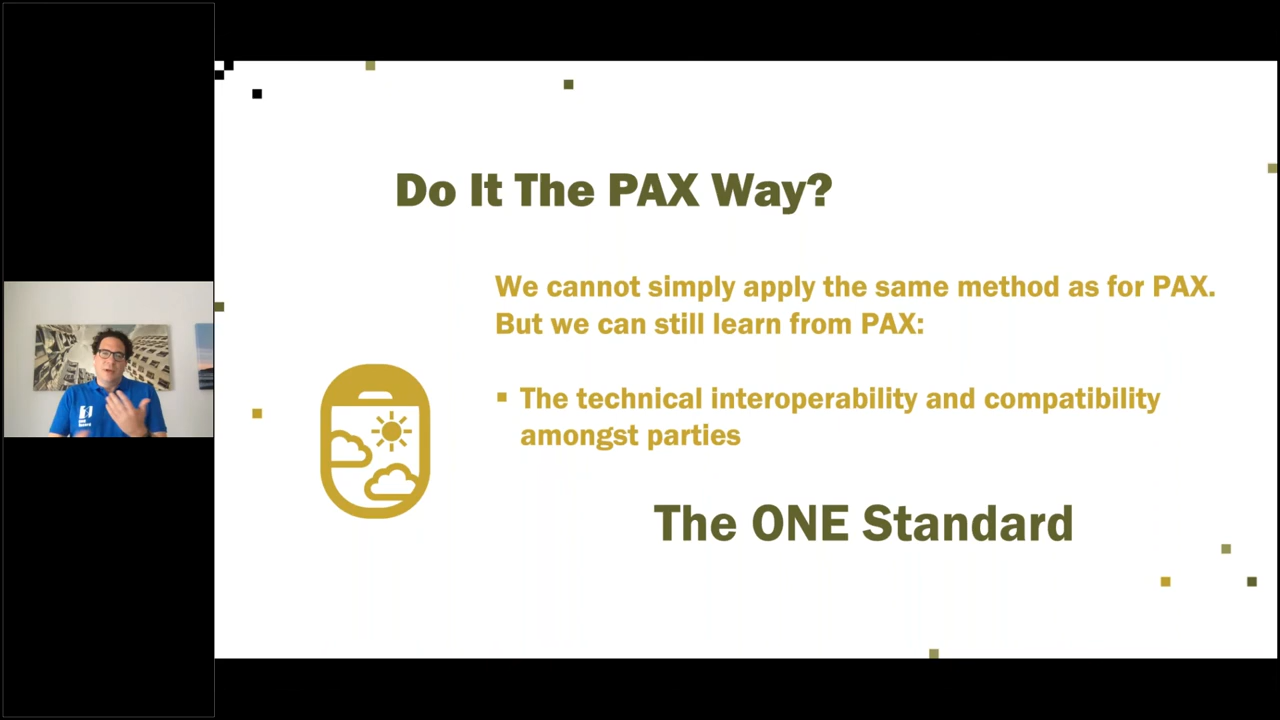 Do It The PAX Way?
We cannot simply apply the same method as for PAX.
But we can still learn from PAX:
▪ The technical interoperability and compatibility
amongst parties
The ONE Standard